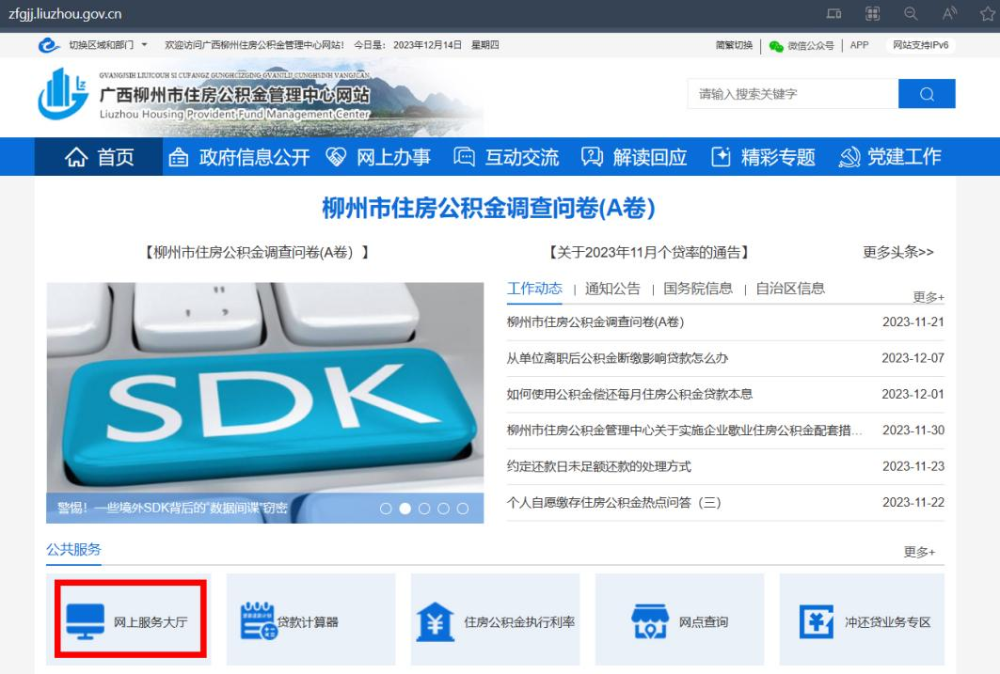 zfgjj.liuzhou.gov.cn
切换区域和部门 欢迎访问广西柳州住房公积金管理中心网站! 今日是: 2023年12月14日 星期四 简繁切换 微信公众号 APP 网站支持IPv6
广西柳州市住房公积金管理中心网站
Liuzhou Housing Provident Fund Management Center
请输入搜索关键字
首页 政府信息公开 网上办事 互动交流 解读回应 精彩专题 党建工作
柳州市住房公积金调查问卷(A卷)
【柳州市住房公积金调查问卷(A卷) 】 【关于2023年11月个贷率的通告】 更多头条>>
工作动态 | 通知公告 | 国务院信息 | 自治区信息 更多+
柳州市住房公积金调查问卷(A卷) 2023-11-21
从单位离职后公积金断缴影响贷款怎么办 2023-12-07
如何使用公积金偿还每月住房公积金贷款本息 2023-12-01
柳州市住房公积金管理中心关于实施企业歇业住房公积金配套措... 2023-11-30
约定还款日未足额还款的处理方式 2023-11-23
个人自愿缴存住房公积金热点问答（三） 2023-11-22
SDK
警惕！一些境外SDK背后的“数据间谍”窃密
公共服务 更多+
网上服务大厅 贷款计算器 住房公积金执行利率 网点查询 冲还贷业务专区